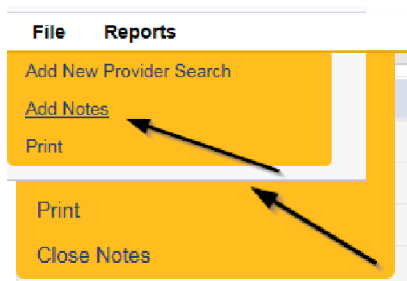 File Reports
Add New Provider Search
Add Notes
Print
Print
Close Notes